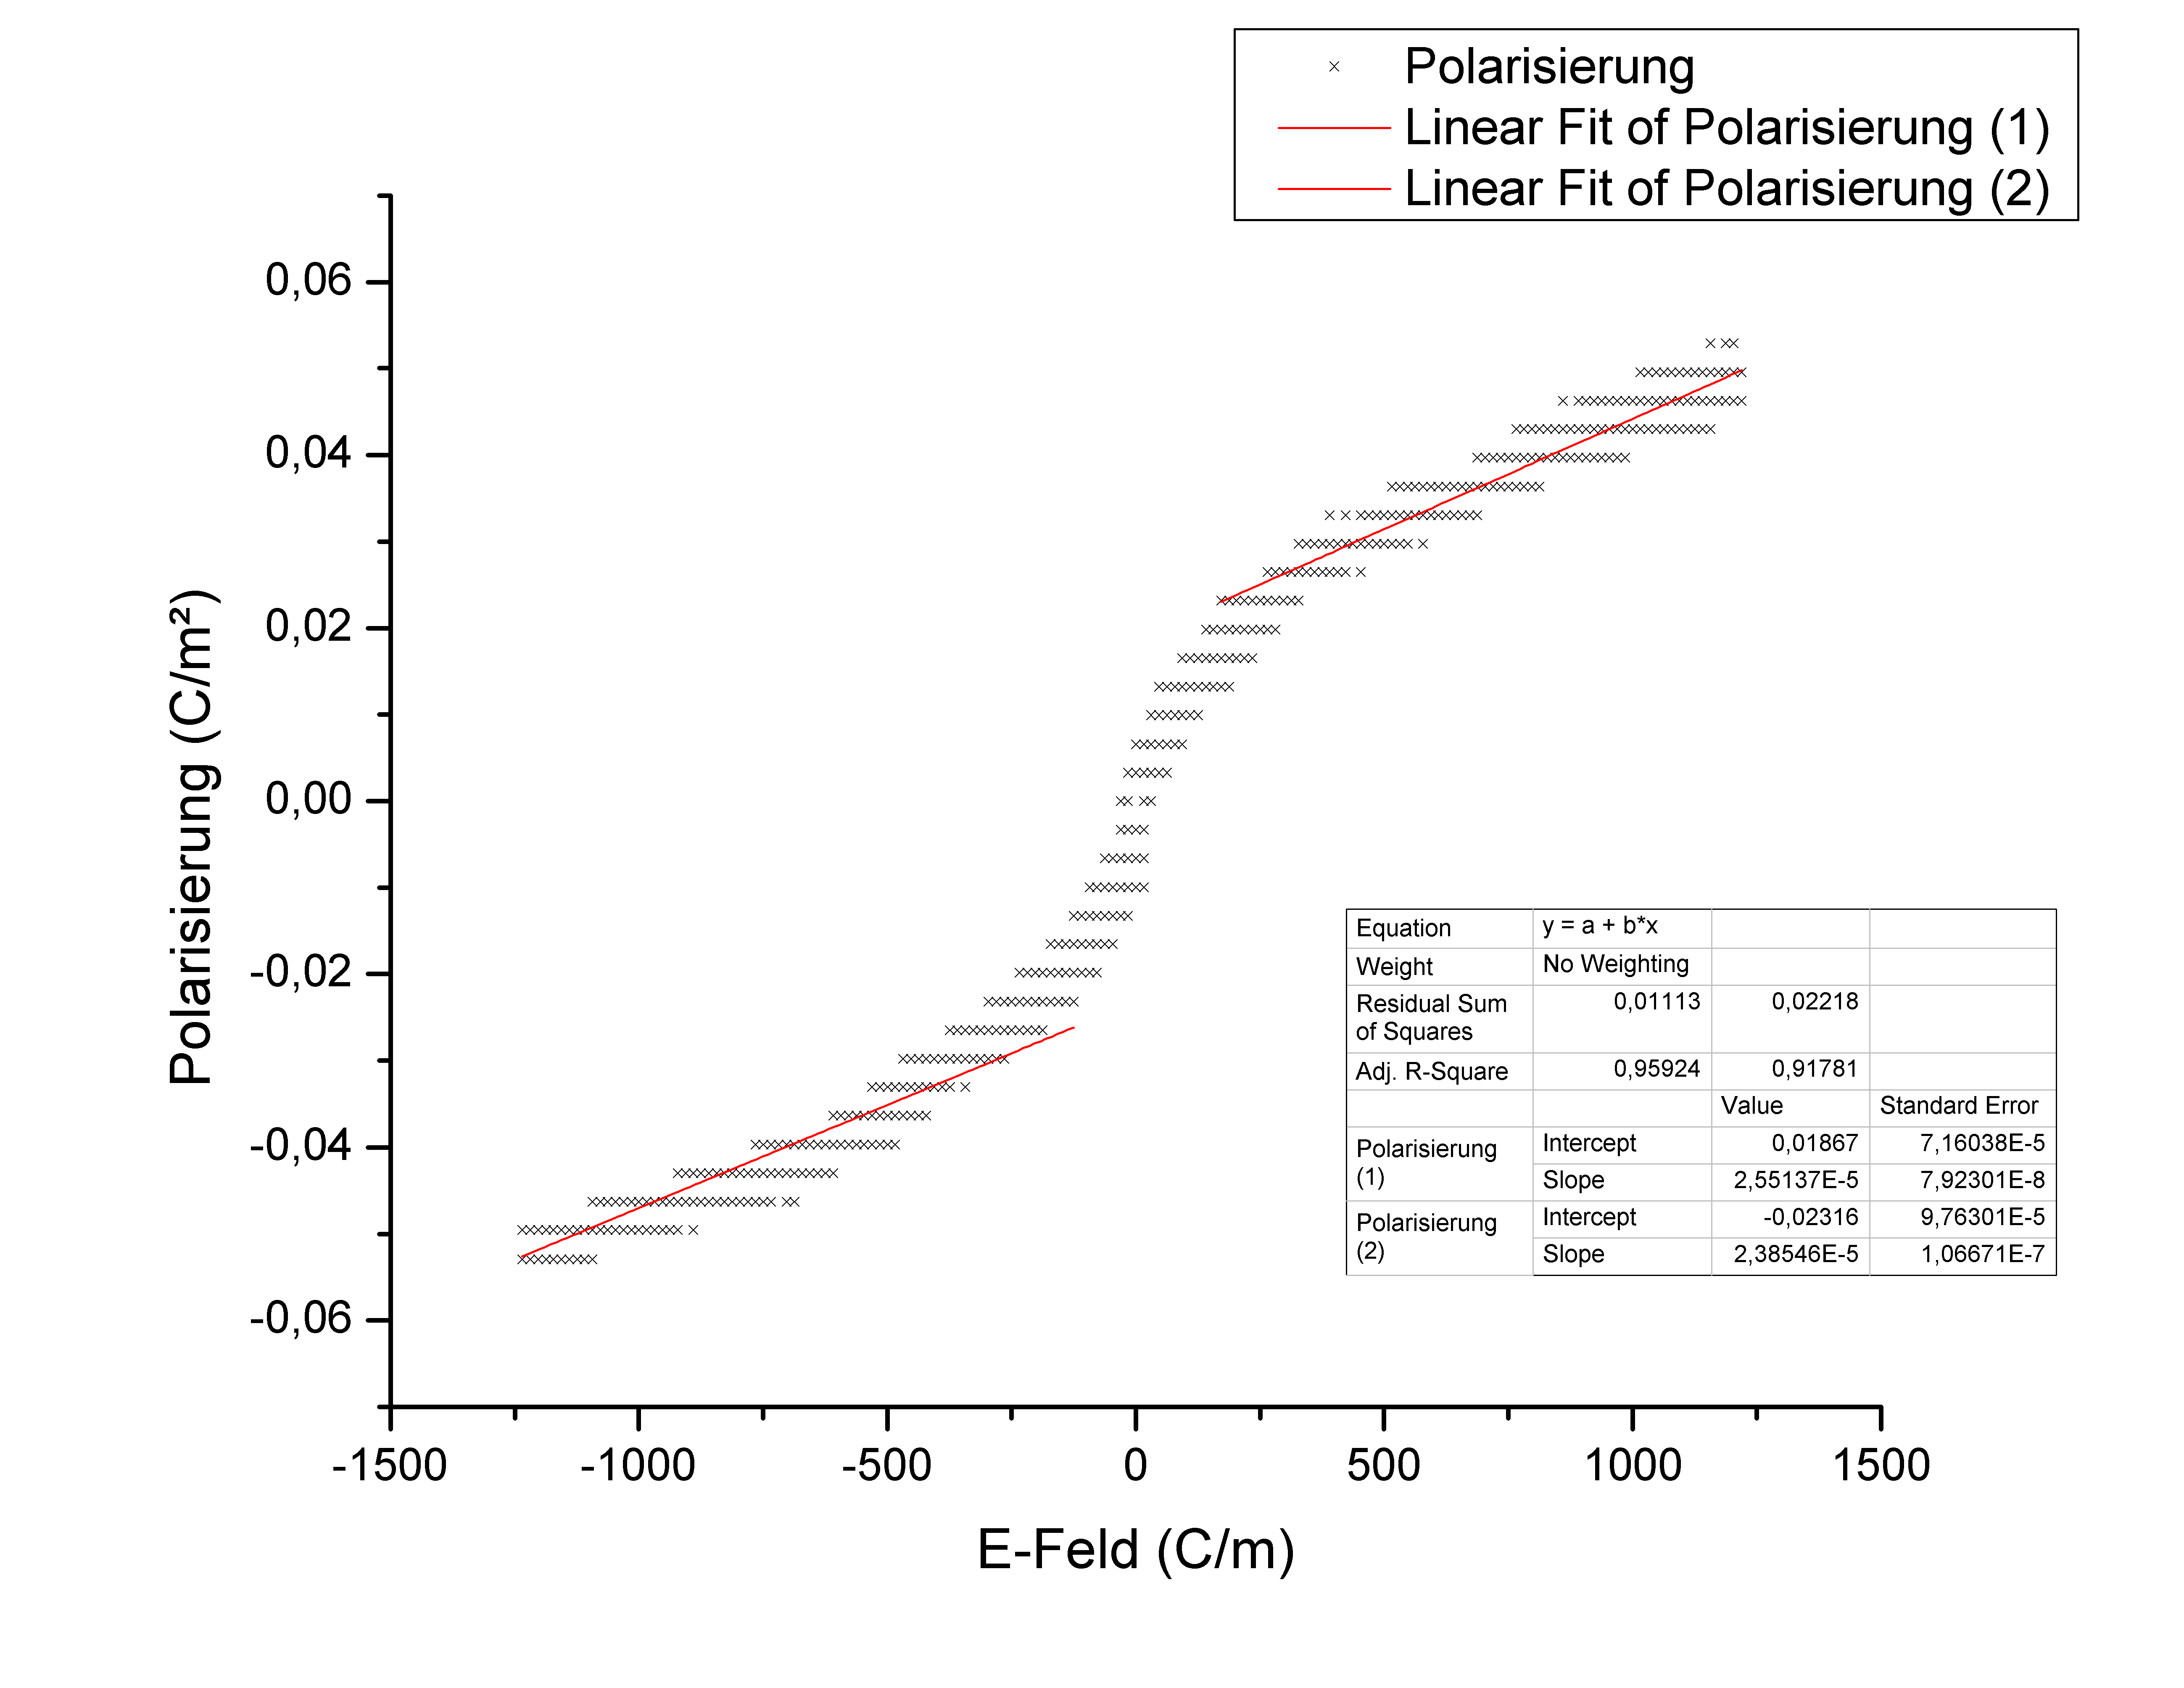 Polarisierung
Linear Fit of Polarisierung (1)
Linear Fit of Polarisierung (2)
0,06
0,04
0,02
0,00
-0,02
-0,04
-0,06
Polarisierung (C/m²)
Equation y = a + b*x
Weight No Weighting
Residual Sum
of Squares 0,01113 0,02218
Adj. R-Square 0,95924 0,91781
Value Standard Error
Polarisierung
(1) Intercept 0,01867 7,16038E-5
Slope 2,55137E-5 7,92301E-8
Polarisierung
(2) Intercept -0,02316 9,76301E-5
Slope 2,38546E-5 1,06671E-7
-1500 -1000 -500 0 500 1000 1500
E-Feld (C/m)